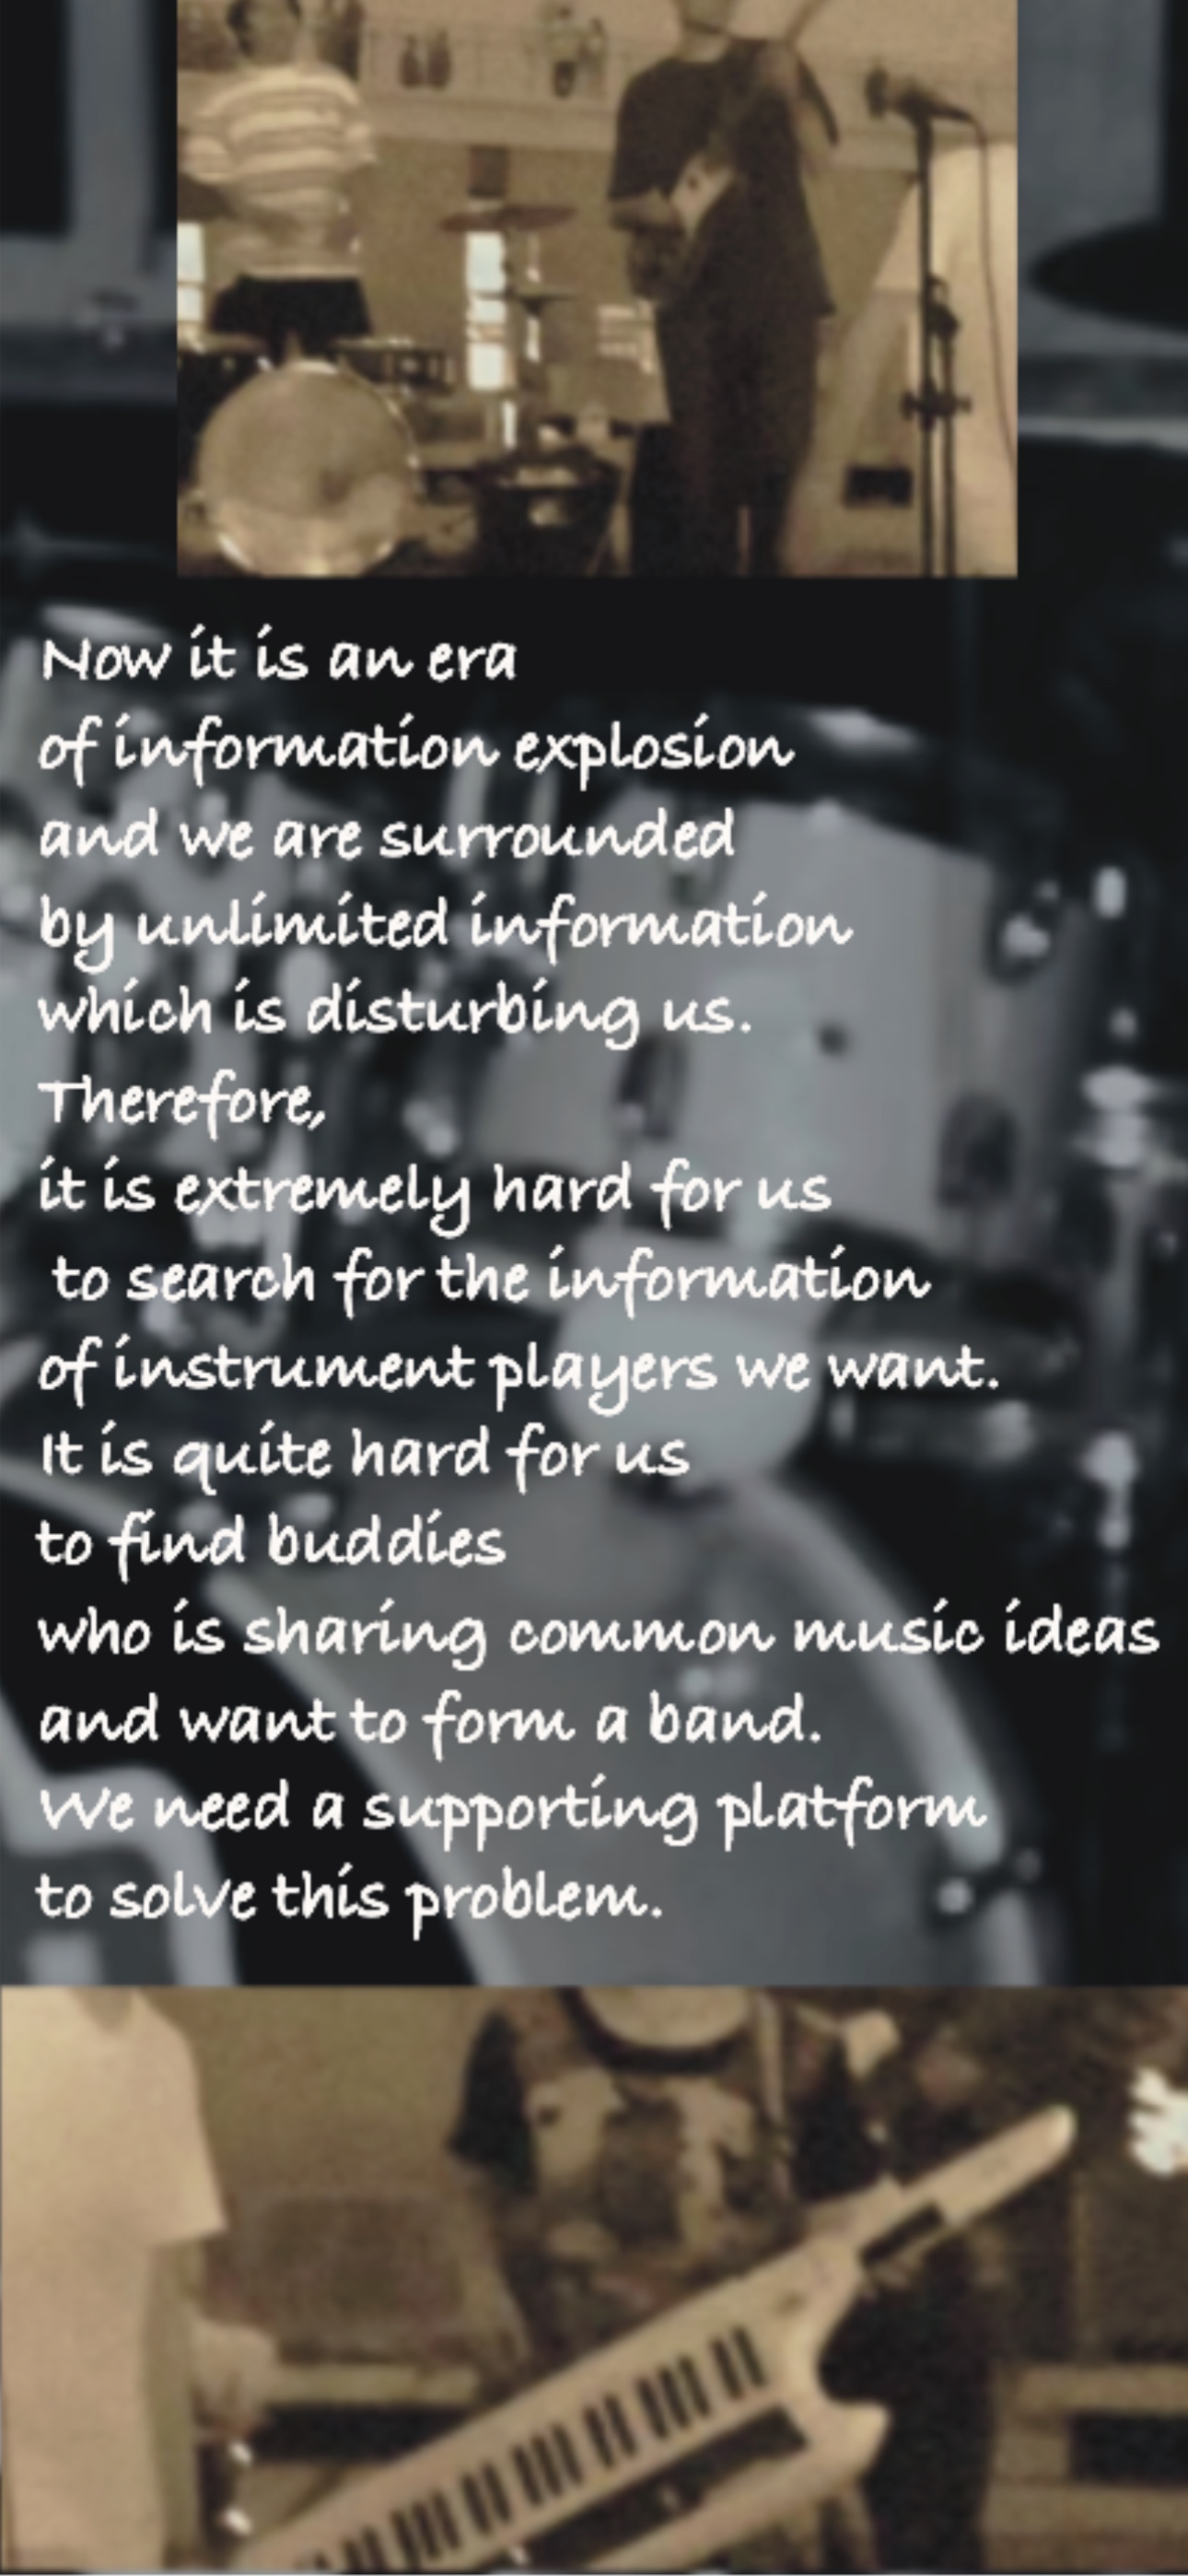 Now it is an era
of information explosion
and we are surrounded
by unlimited information
which is disturbing us.
Therefore,
it is extremely hard for us
to search for the information
of instrument players we want.
It is quite hard for us
to find buddies
who is sharing common music ideas
and want to form a band.
We need a supporting platform
to solve this problem.